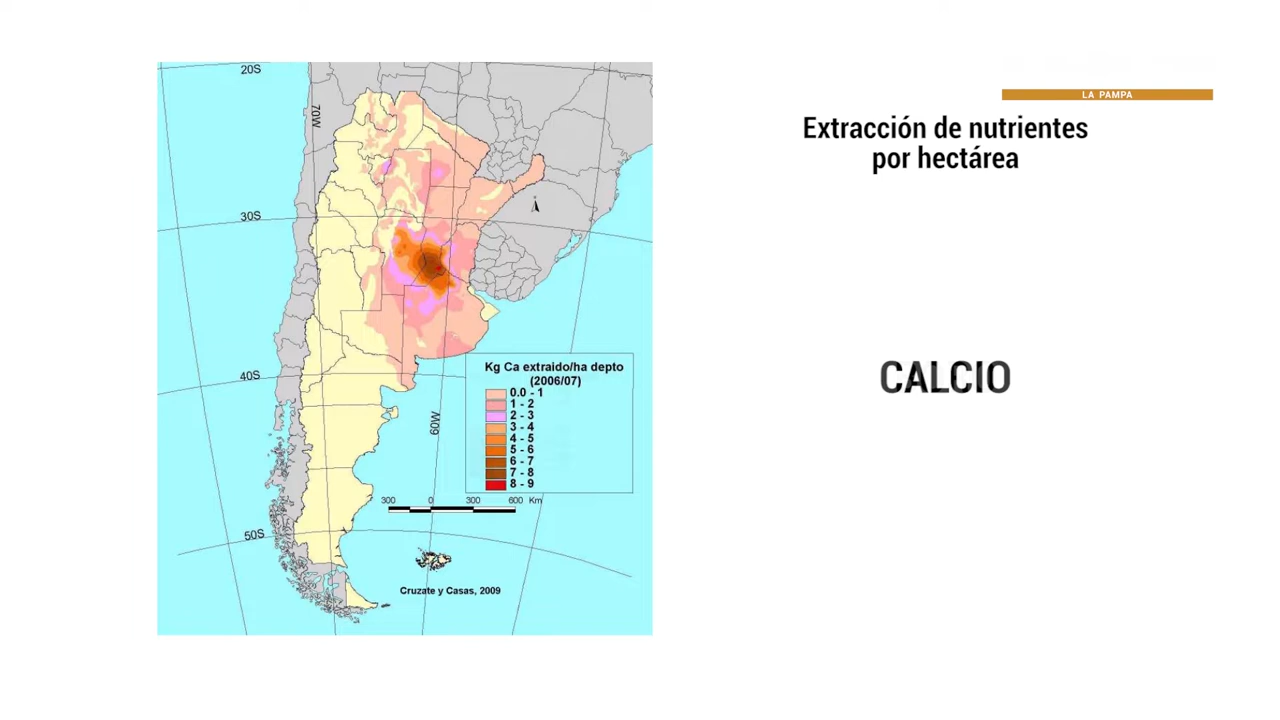 LA PAMPA
Extracción de nutrientes
por hectárea
CALCIO
20S
70W
30S
40S
60W
50S
Kg Ca extraido/ha depto
(2006/07)
0.0 - 1
1 - 2
2 - 3
3 - 4
4 - 5
5 - 6
6 - 7
7 - 8
8 - 9
300 0 300 600 Km
Cruzate y Casas, 2009